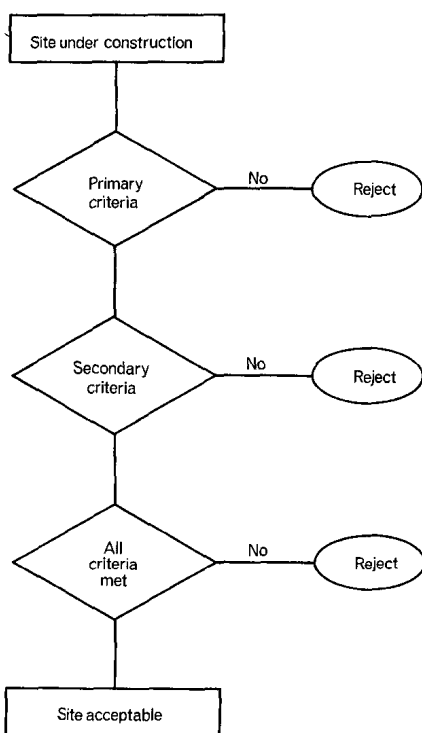 Site under construction
Primary
criteria
No
Reject
Secondary
criteria
No
Reject
All
criteria
met
No
Reject
Site acceptable